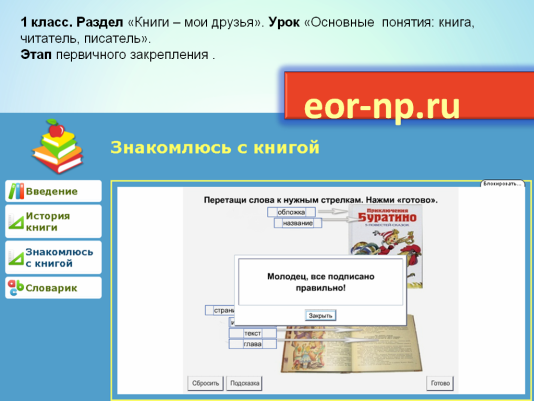 1 класс. Раздел «Книги – мои друзья». Урок «Основные понятия: книга,
читатель, писатель».
Этап первичного закрепления .
eor-np.ru
Знакомлюсь с книгой
Введение
История
книги
Знакомлюсь
с книгой
Словарик
Блокировать...
Перетащи слова к нужным стрелкам. Нажми «готово».
обложка
название
Приключения
Буратино
Молодец, все подписано
правильно!
Закрыть
текст
глава
Сбросить
Подсказка
Готово